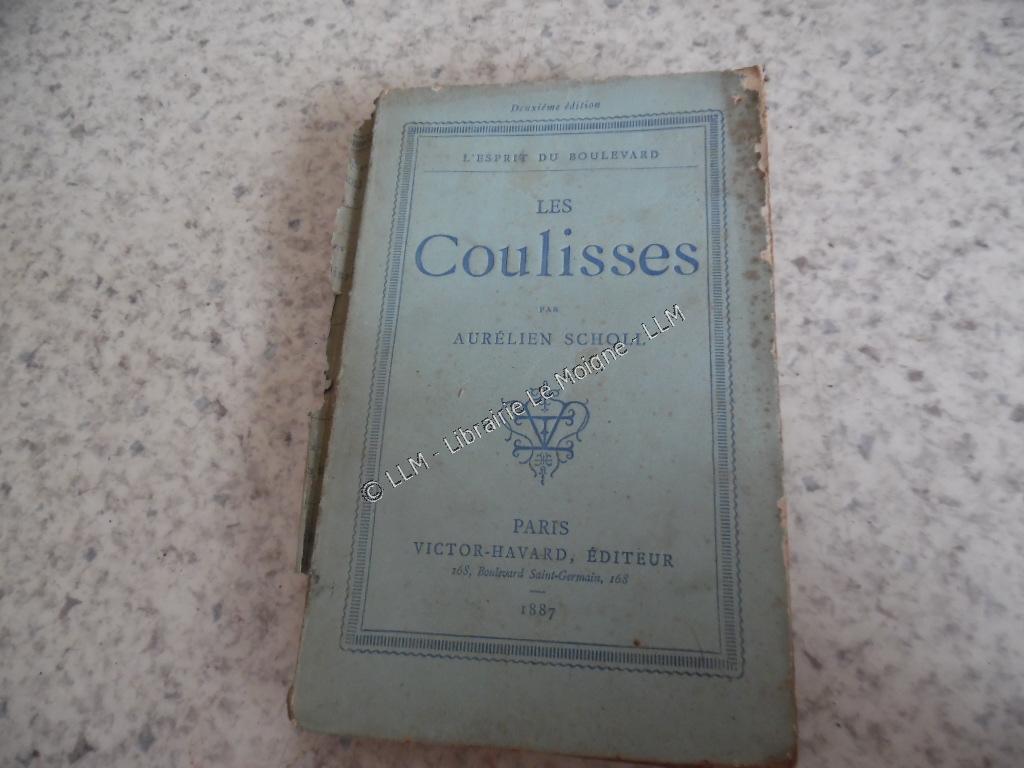 Deuxième édition
L'ESPRIT DU BOULEVARD
LES
Coulisses
PAR
AURÉLIEN SCHOLL
© LLM - Librairie Le Moigne - LLM
PARIS
VICTOR-HAVARD, ÉDITEUR
168, Boulevard Saint-Germain, 168
1887